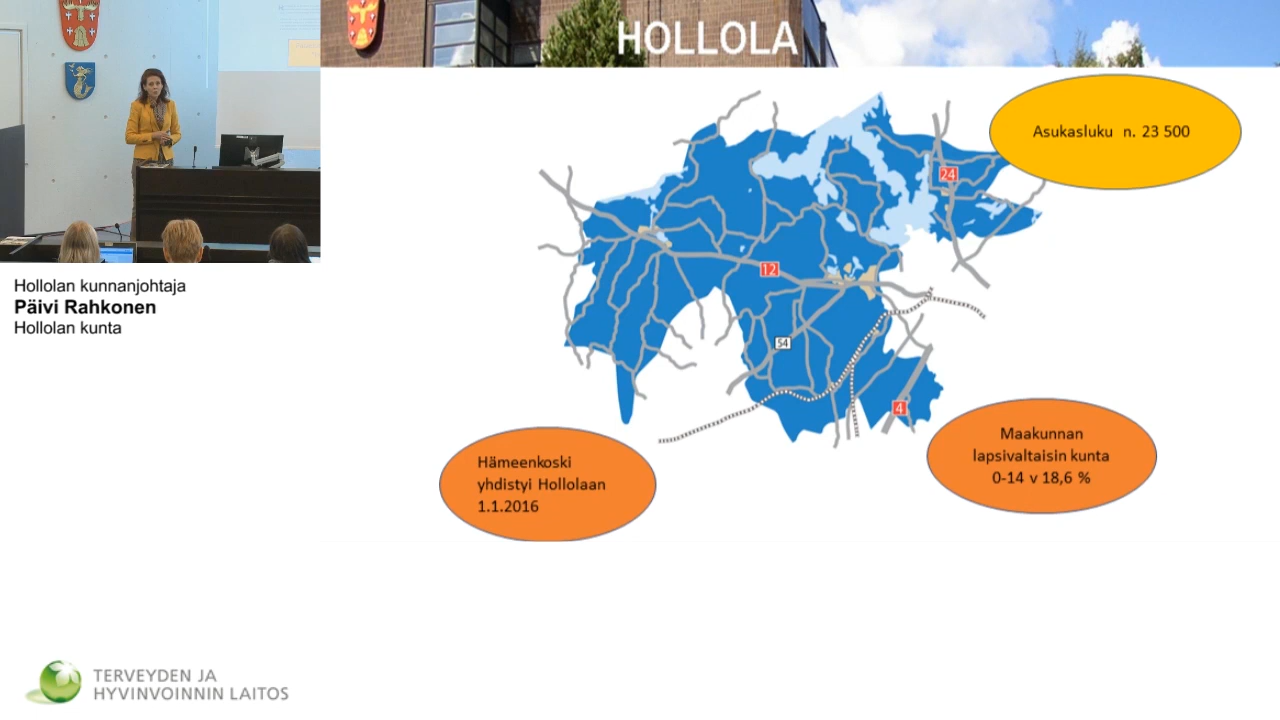 HOLLOLA
Asukasluku n. 23 500
24
12
54
4
Hämeenkoski
yhdistyi Hollolaan
1.1.2016
Maakunnan
lapsivaltaisin kunta
0-14 v 18,6 %
Hollolan kunnanjohtaja
Päivi Rahkonen
Hollolan kunta
TERVEYDEN JA
HYVINVOINNIN LAITOS